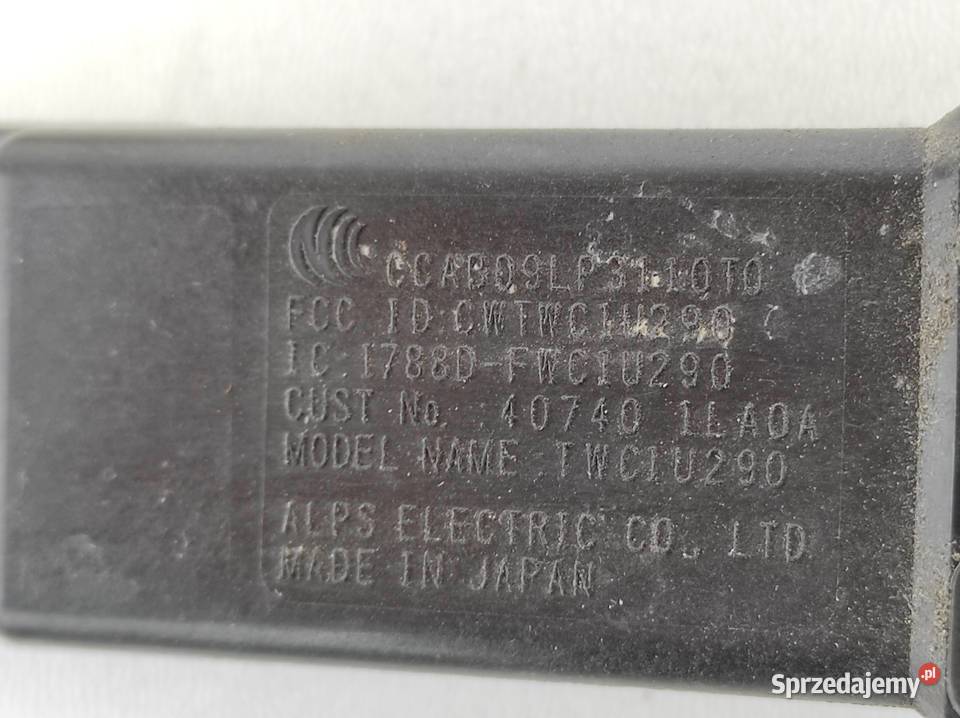 CCAB09LP3110T0
FCC ID:CWTWC1U290
IC:1788D-FWC1U290
CUST No. 40740 1LA0A
MODEL NAME:TWC1U290
ALPS ELECTRIC CO., LTD
MADE IN JAPAN
Sprzedajemy.pl